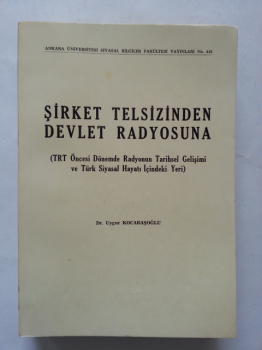 ANKARA ÜNİVERSİTESİ SİYASAL BİLGİLER FAKÜLTESİ YAYINLARI No. 442
ŞİRKET TELSİZİNDEN
DEVLET RADYOSUNA
(TRT Öncesi Dönemde Radyonun Tarihsel Gelişimi
ve Türk Siyasal Hayatı İçindeki Yeri)
Dr. Uygur KOCABAŞOĞLU